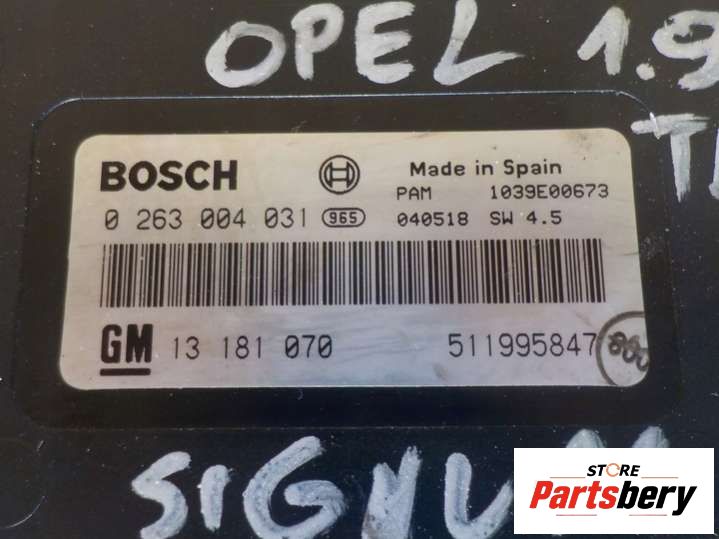 OPEL 1.9
BOSCH Made in Spain
PAM 1039E00673
0 263 004 031 965 040518 SW 4.5
GM 13 181 070 511995847
STORE
Partsbery